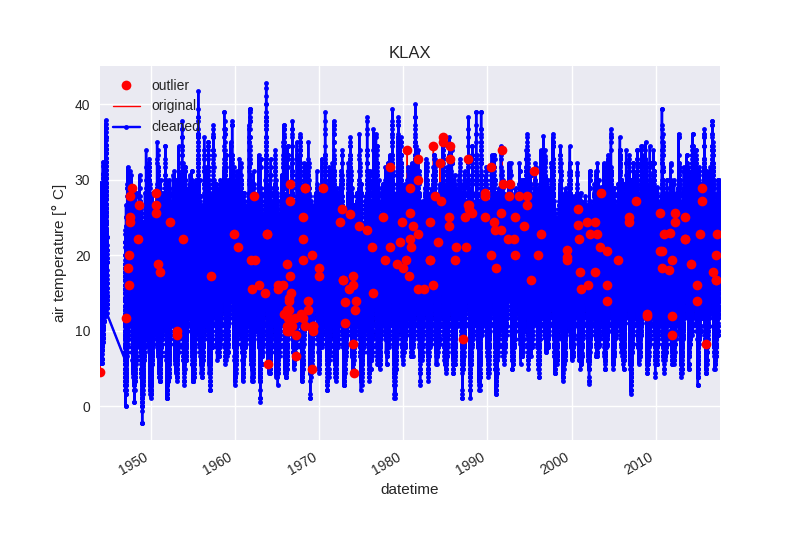 KLAX
outlier
original
cleaned
40
30
20
10
0
air temperature [° C]
1950
1960
1970
1980
1990
2000
2010
datetime